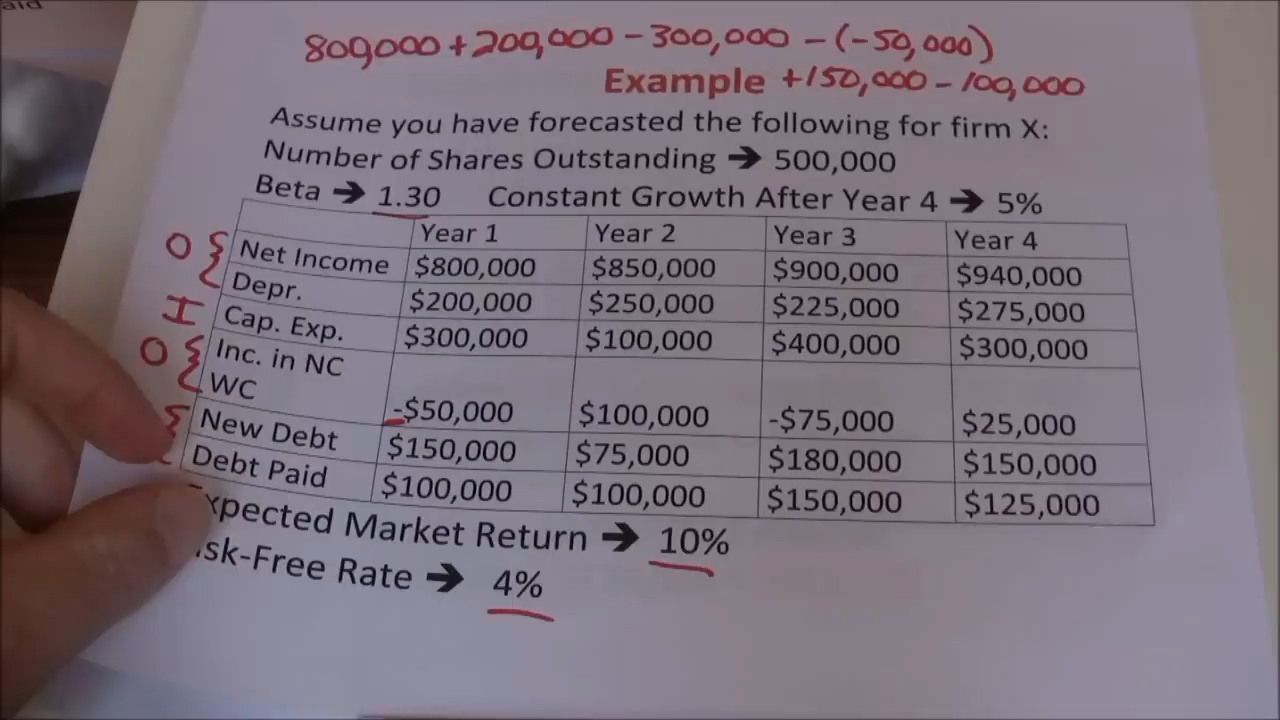 aid
800,000 + 200,000 - 300,000 - (-50,000)
Example +150,000 - 100,000
Assume you have forecasted the following for firm X:
Number of Shares Outstanding → 500,000
Beta → 1.30 Constant Growth After Year 4 → 5%
Year 1 Year 2 Year 3 Year 4
O { Net Income $800,000 $850,000 $900,000 $940,000
Depr. $200,000 $250,000 $225,000 $275,000
I Cap. Exp. $300,000 $100,000 $400,000 $300,000
O { Inc. in NC
WC -$50,000 $100,000 -$75,000 $25,000
{ New Debt $150,000 $75,000 $180,000 $150,000
Debt Paid $100,000 $100,000 $150,000 $125,000
xpected Market Return → 10%
sk-Free Rate → 4%